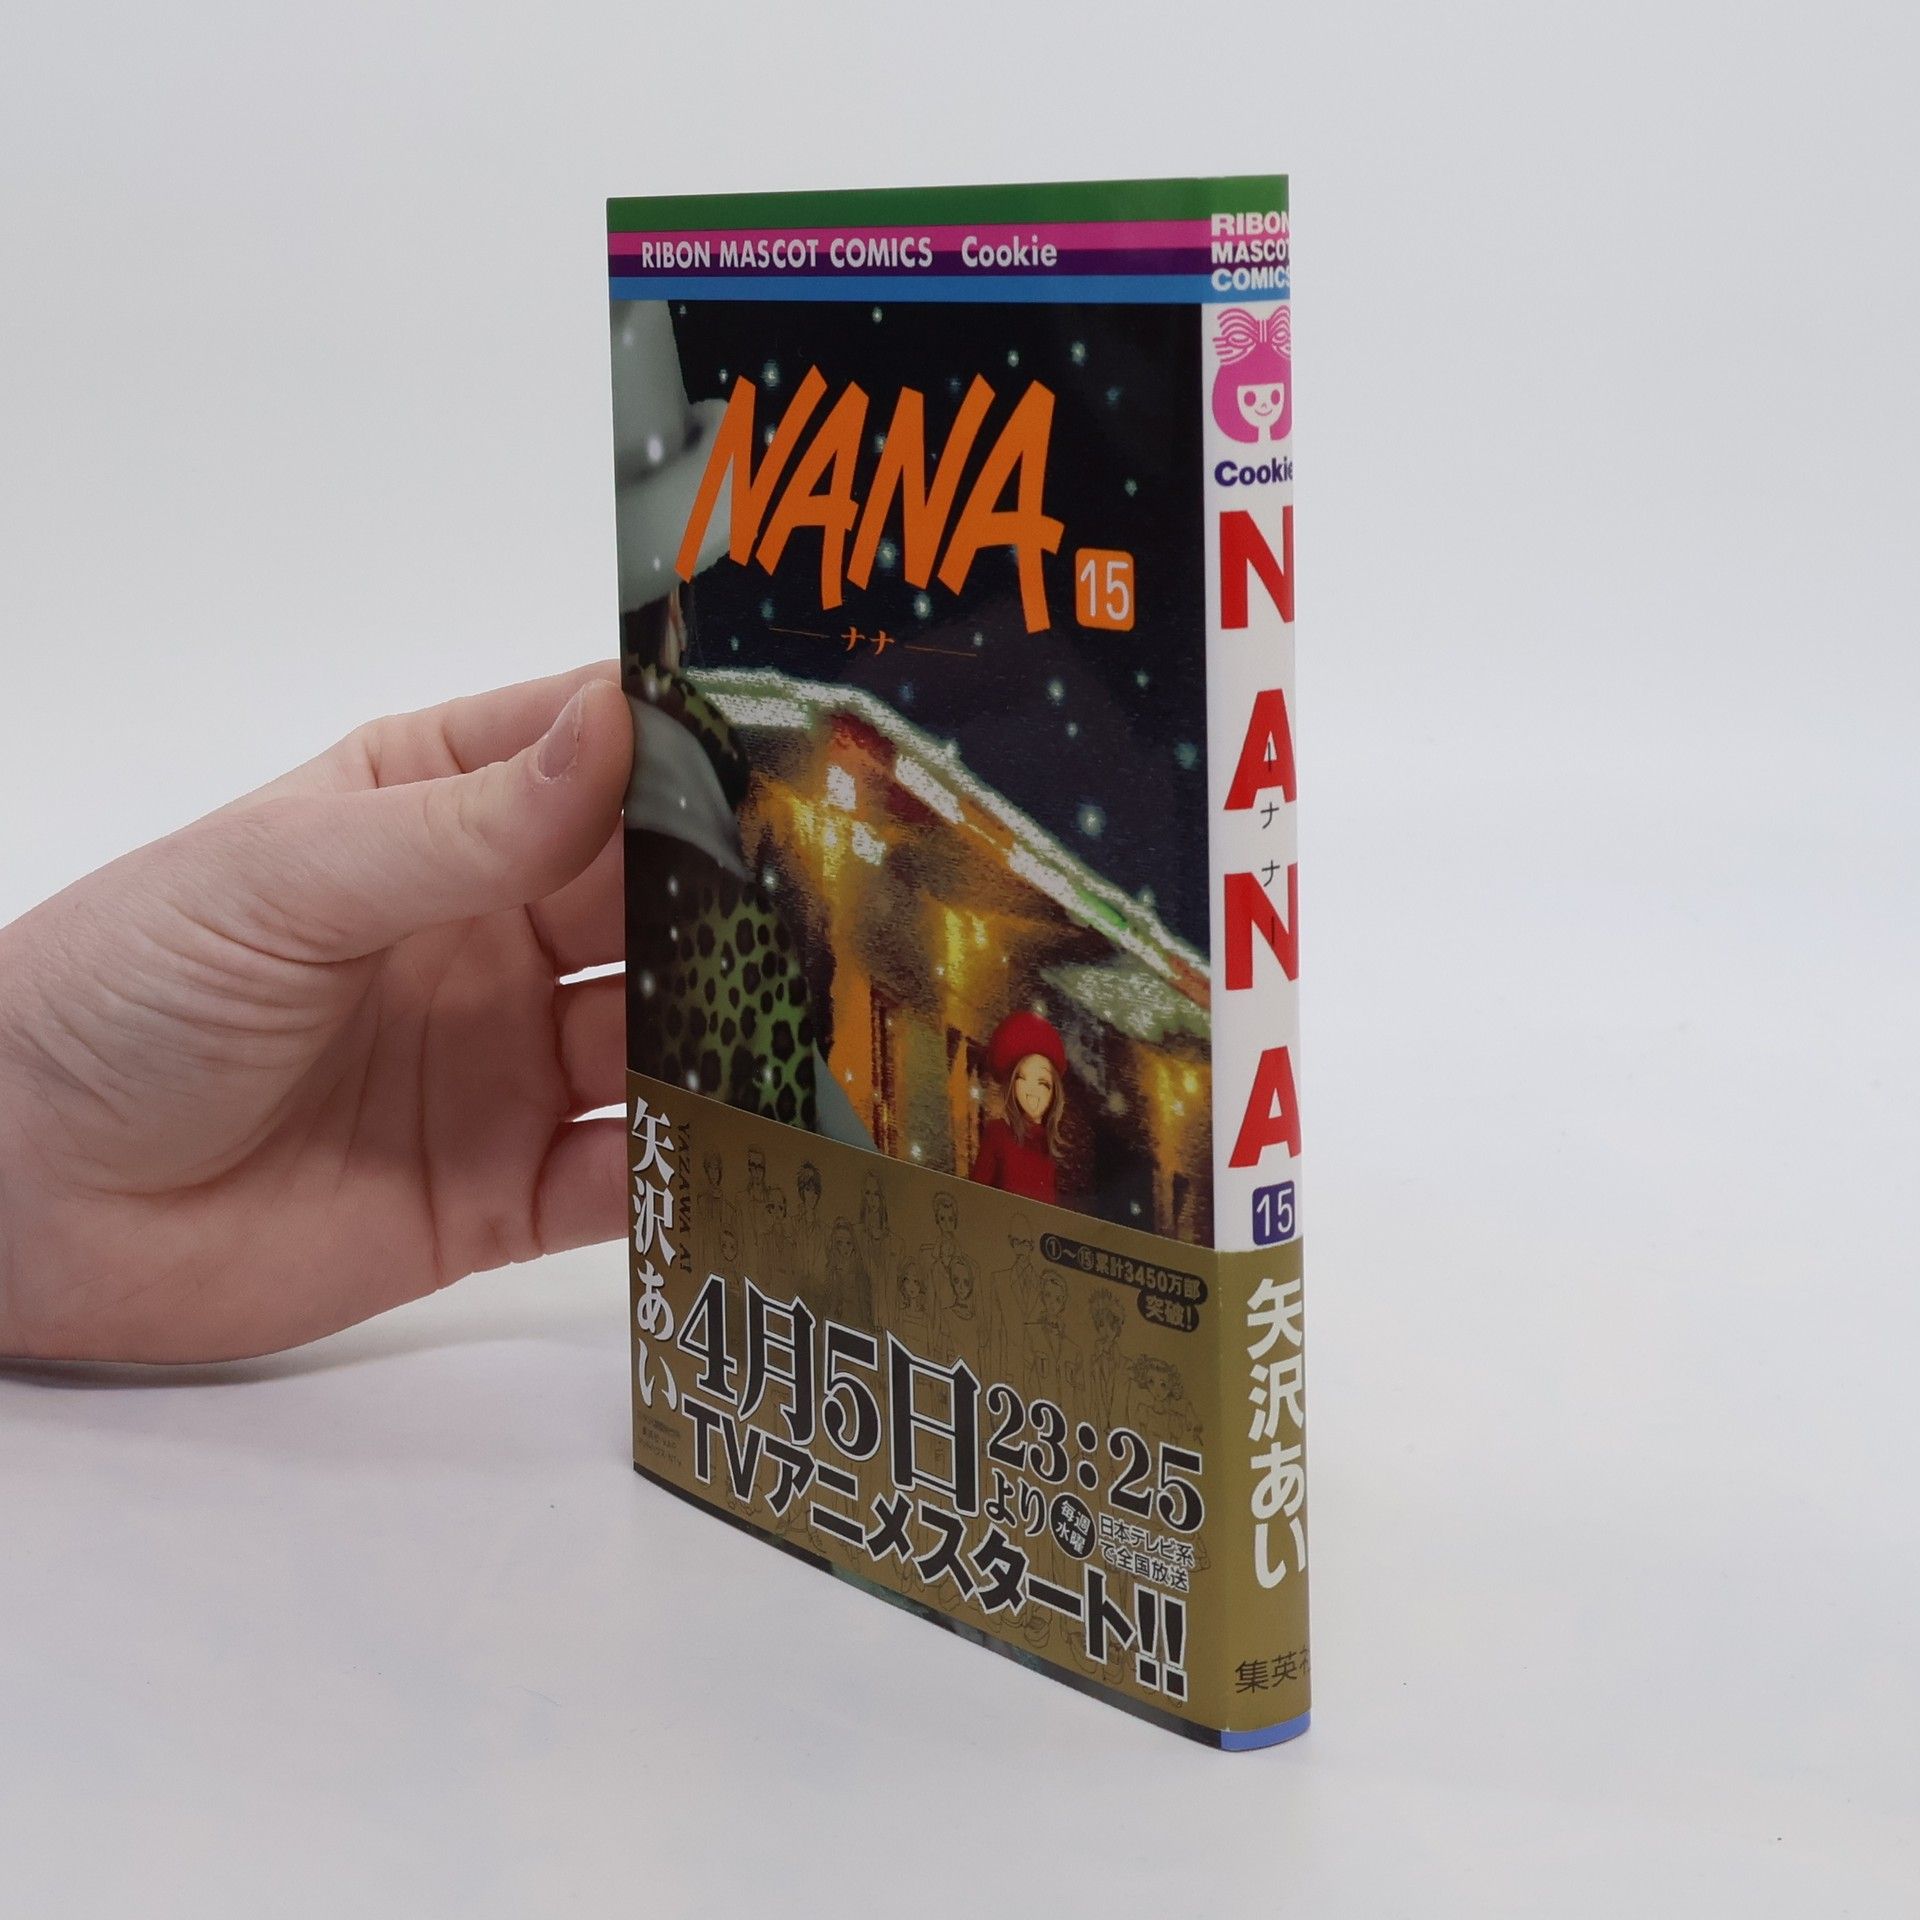 RIBON MASCOT COMICS Cookie
NANA
15
ナナ
矢沢あい
YAZAWA AI
①〜⑮累計3450万部
突破!
4月5日23:25
より
毎週
水曜
日本テレビ系
で全国放送
TVアニメスタート!!
RIBON
MASCOT
COMICS
Cookie
NANA
ーナナー
15
矢沢あい
集英社